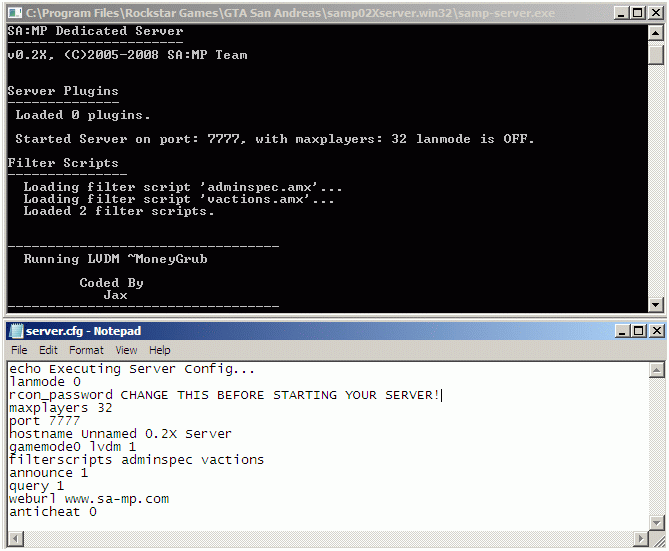 C:\Program Files\Rockstar Games\GTA San Andreas\samp02Xserver.win32\samp-server.exe
SA:MP Dedicated Server
----------------------
v0.2X, (C)2005-2008 SA:MP Team
Server Plugins
--------------
Loaded 0 plugins.
Started Server on port: 7777, with maxplayers: 32 lanmode is OFF.
Filter Scripts
---------------
Loading filter script 'adminspec.amx'...
Loading filter script 'vactions.amx'...
Loaded 2 filter scripts.
----------------------------------
Running LVDM ~MoneyGrub
Coded By
Jax
----------------------------------
server.cfg - Notepad
File Edit Format View Help
echo Executing Server Config...
lanmode 0
rcon_password CHANGE THIS BEFORE STARTING YOUR SERVER!
maxplayers 32
port 7777
hostname Unnamed 0.2X Server
gamemode0 lvdm 1
filterscripts adminspec vactions
announce 1
query 1
weburl www.sa-mp.com
anticheat 0